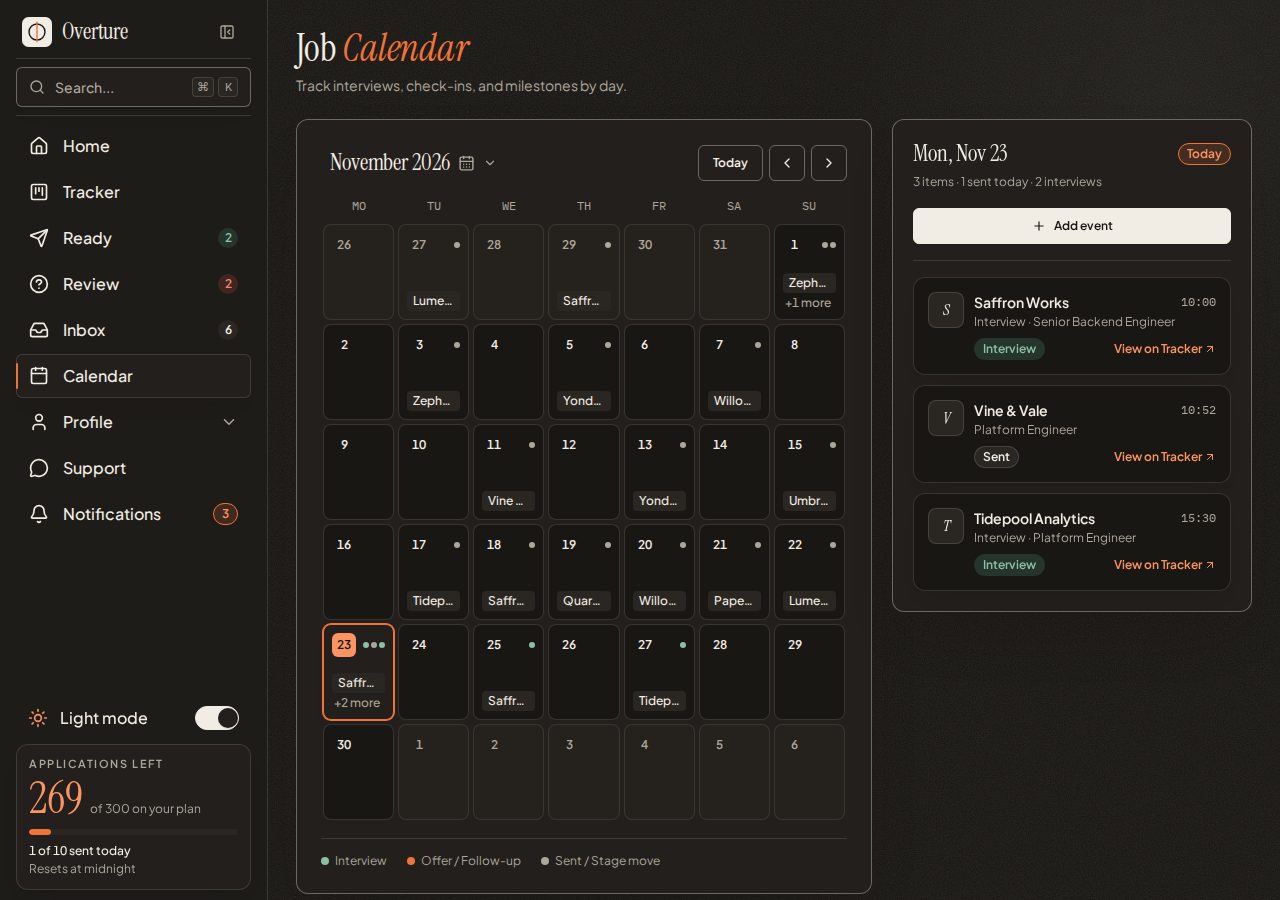 Overture
Search... ⌘ K
Home
Tracker
Ready 2
Review 2
Inbox 6
Calendar
Profile
Support
Notifications 3
Light mode
APPLICATIONS LEFT
269 of 300 on your plan
1 of 10 sent today
Resets at midnight
Job Calendar
Track interviews, check-ins, and milestones by day.
November 2026
Today
MO TU WE TH FR SA SU
26 27 28 29 30 31 1
Lume... Saffr... Zeph...
+1 more
2 3 4 5 6 7 8
Zeph... Yond... Willo...
9 10 11 12 13 14 15
Vine ... Yond... Umbr...
16 17 18 19 20 21 22
Tidep... Saffr... Quar... Willo... Pape... Lume...
23 24 25 26 27 28 29
Saffr... Saffr... Tidep...
+2 more
30 1 2 3 4 5 6
Interview Offer / Follow-up Sent / Stage move
Mon, Nov 23 Today
3 items · 1 sent today · 2 interviews
+ Add event
S Saffron Works 10:00
Interview · Senior Backend Engineer
Interview View on Tracker ↗
V Vine & Vale 10:52
Platform Engineer
Sent View on Tracker ↗
T Tidepool Analytics 15:30
Interview · Platform Engineer
Interview View on Tracker ↗